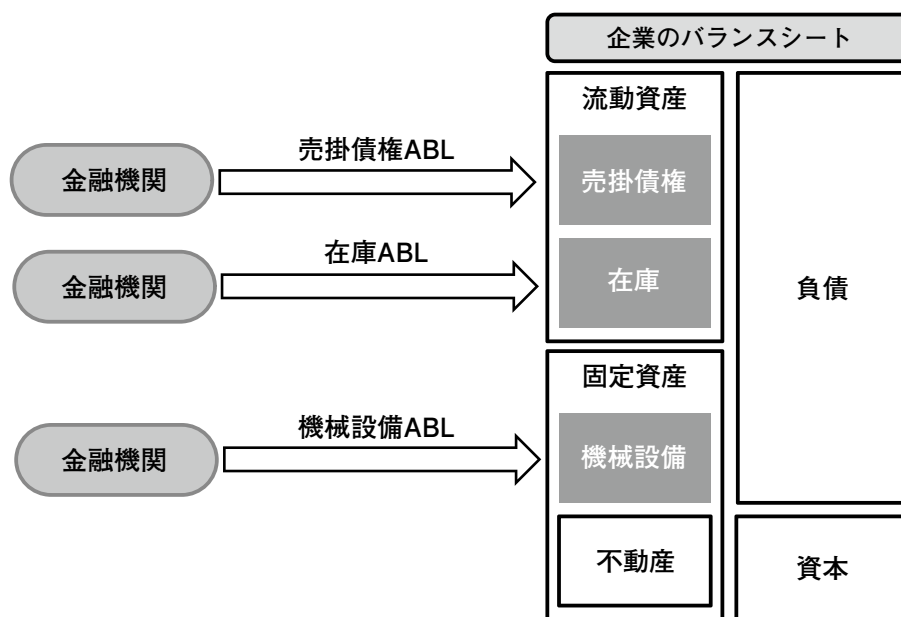 企業のバランスシート
流動資産
売掛債権ABL
金融機関
売掛債権
在庫ABL
金融機関
在庫
負債
固定資産
機械設備ABL
金融機関
機械設備
不動産
資本